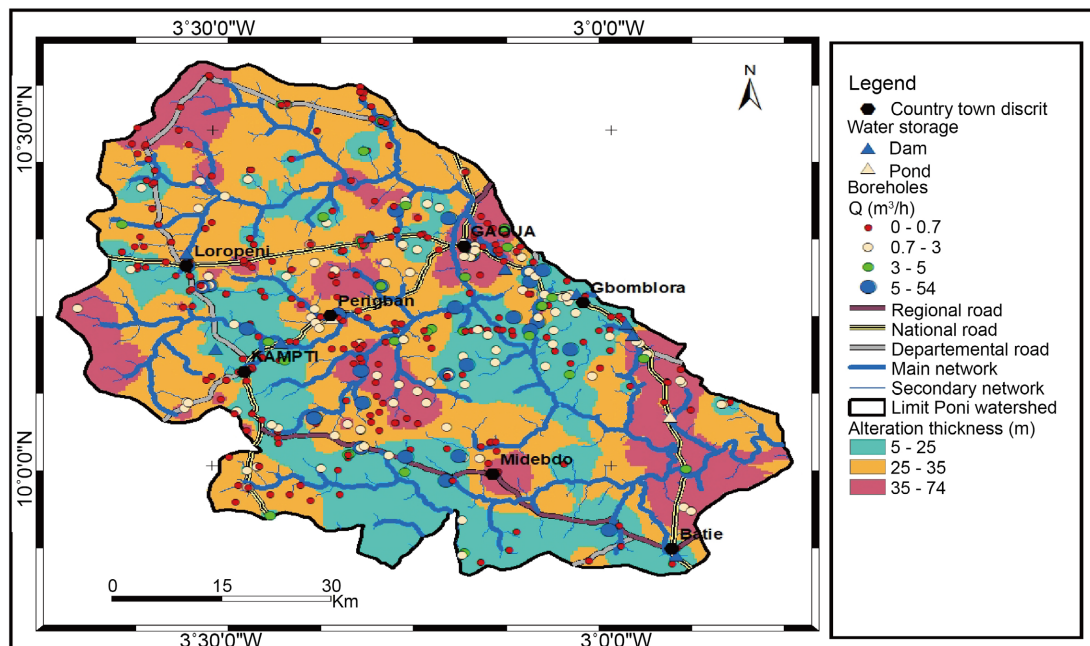 3°30'0"W
3°00'0"W
10°30'0"N
10°0'0"N
N
Loropeni
GAOUA
Gbomblora
Perigban
KAMPTI
Midebdo
Batie
0
15
30
Km
3°30'0"W
3°0'0"W
Legend
Country town discrit
Water storage
Dam
Pond
Boreholes
Q (m³/h)
0 - 0.7
0.7 - 3
3 - 5
5 - 54
Regional road
National road
Departemental road
Main network
Secondary network
Limit Poni watershed
Alteration thickness (m)
5 - 25
25 - 35
35 - 74